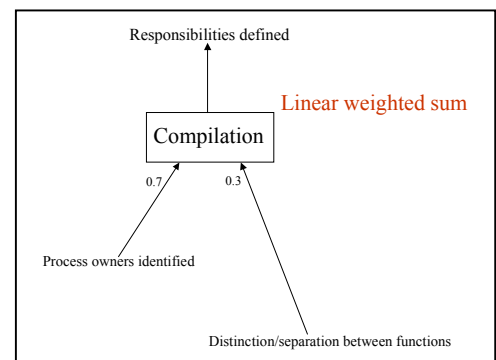 Responsibilities defined
Linear weighted sum
Compilation
0.7
0.3
Process owners identified
Distinction/separation between functions